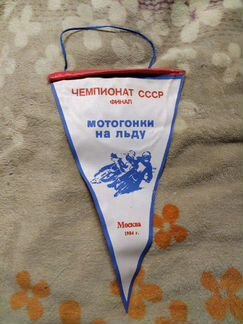 ЧЕМПИОНАТ СССР
ФИНАЛ
МОТОГОНКИ
НА ЛЬДУ
Москва
1984 г.